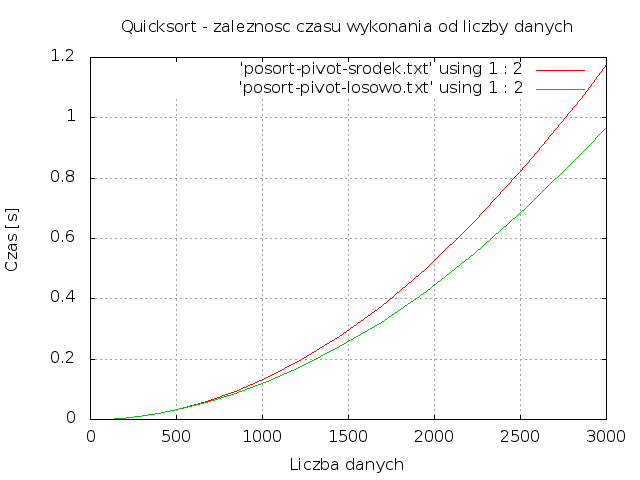 Quicksort - zaleznosc czasu wykonania od liczby danych
'posort-pivot-srodek.txt' using 1 : 2
'posort-pivot-losowo.txt' using 1 : 2
1.2
1
0.8
0.6
0.4
0.2
0
Czas [s]
0 500 1000 1500 2000 2500 3000
Liczba danych